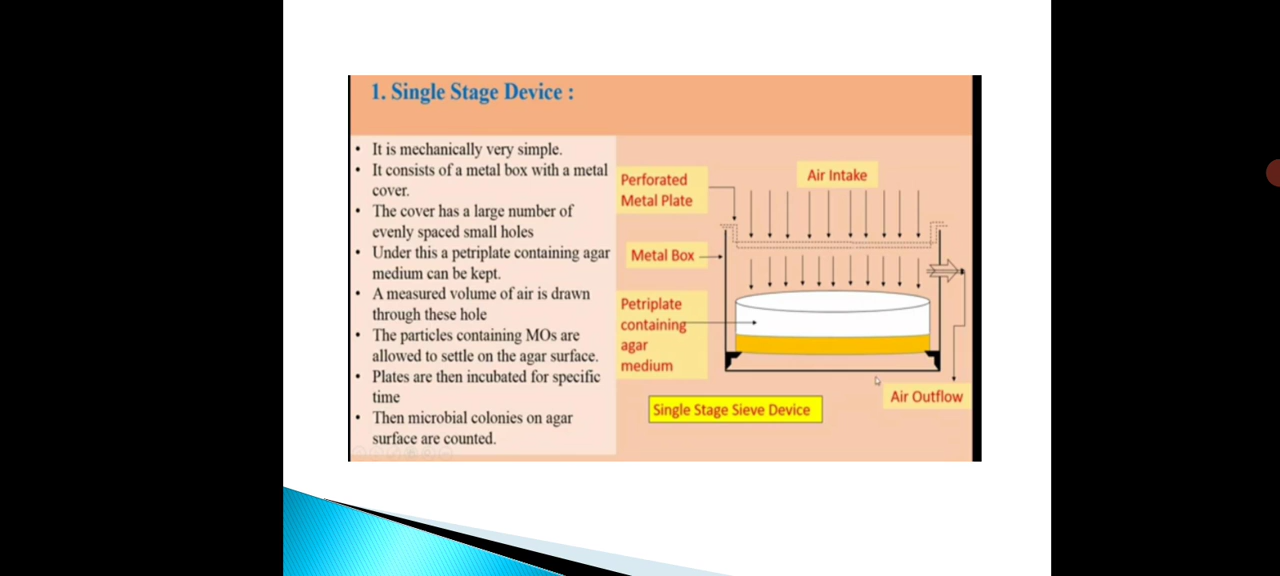 1. Single Stage Device :
• It is mechanically very simple.
• It consists of a metal box with a metal
cover.
• The cover has a large number of
evenly spaced small holes
• Under this a petriplate containing agar
medium can be kept.
• A measured volume of air is drawn
through these hole
• The particles containing MOs are
allowed to settle on the agar surface.
• Plates are then incubated for specific
time
• Then microbial colonies on agar
surface are counted.
Perforated
Metal Plate
Air Intake
Metal Box
Petriplate
containing
agar
medium
Air Outflow
Single Stage Sieve Device